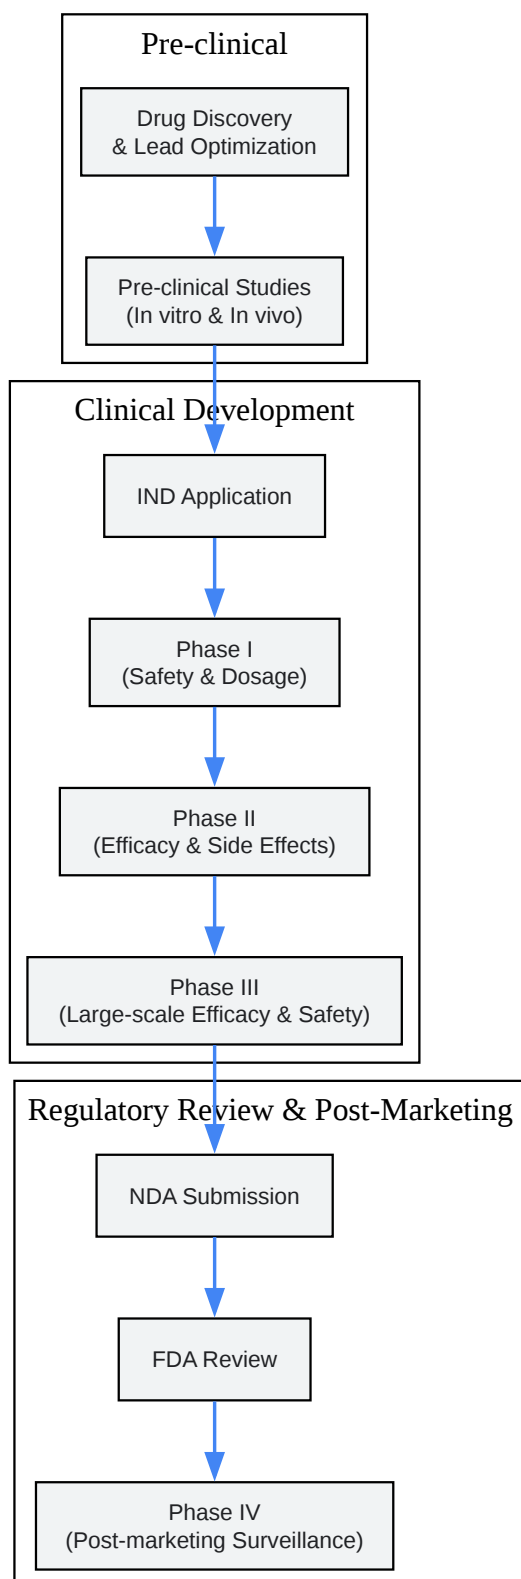 Pre-clinical
Drug Discovery
& Lead Optimization
Pre-clinical Studies
(In vitro & In vivo)
Clinical Development
IND Application
Phase I
(Safety & Dosage)
Phase II
(Efficacy & Side Effects)
Phase III
(Large-scale Efficacy & Safety)
Regulatory Review & Post-Marketing
NDA Submission
FDA Review
Phase IV
(Post-marketing Surveillance)